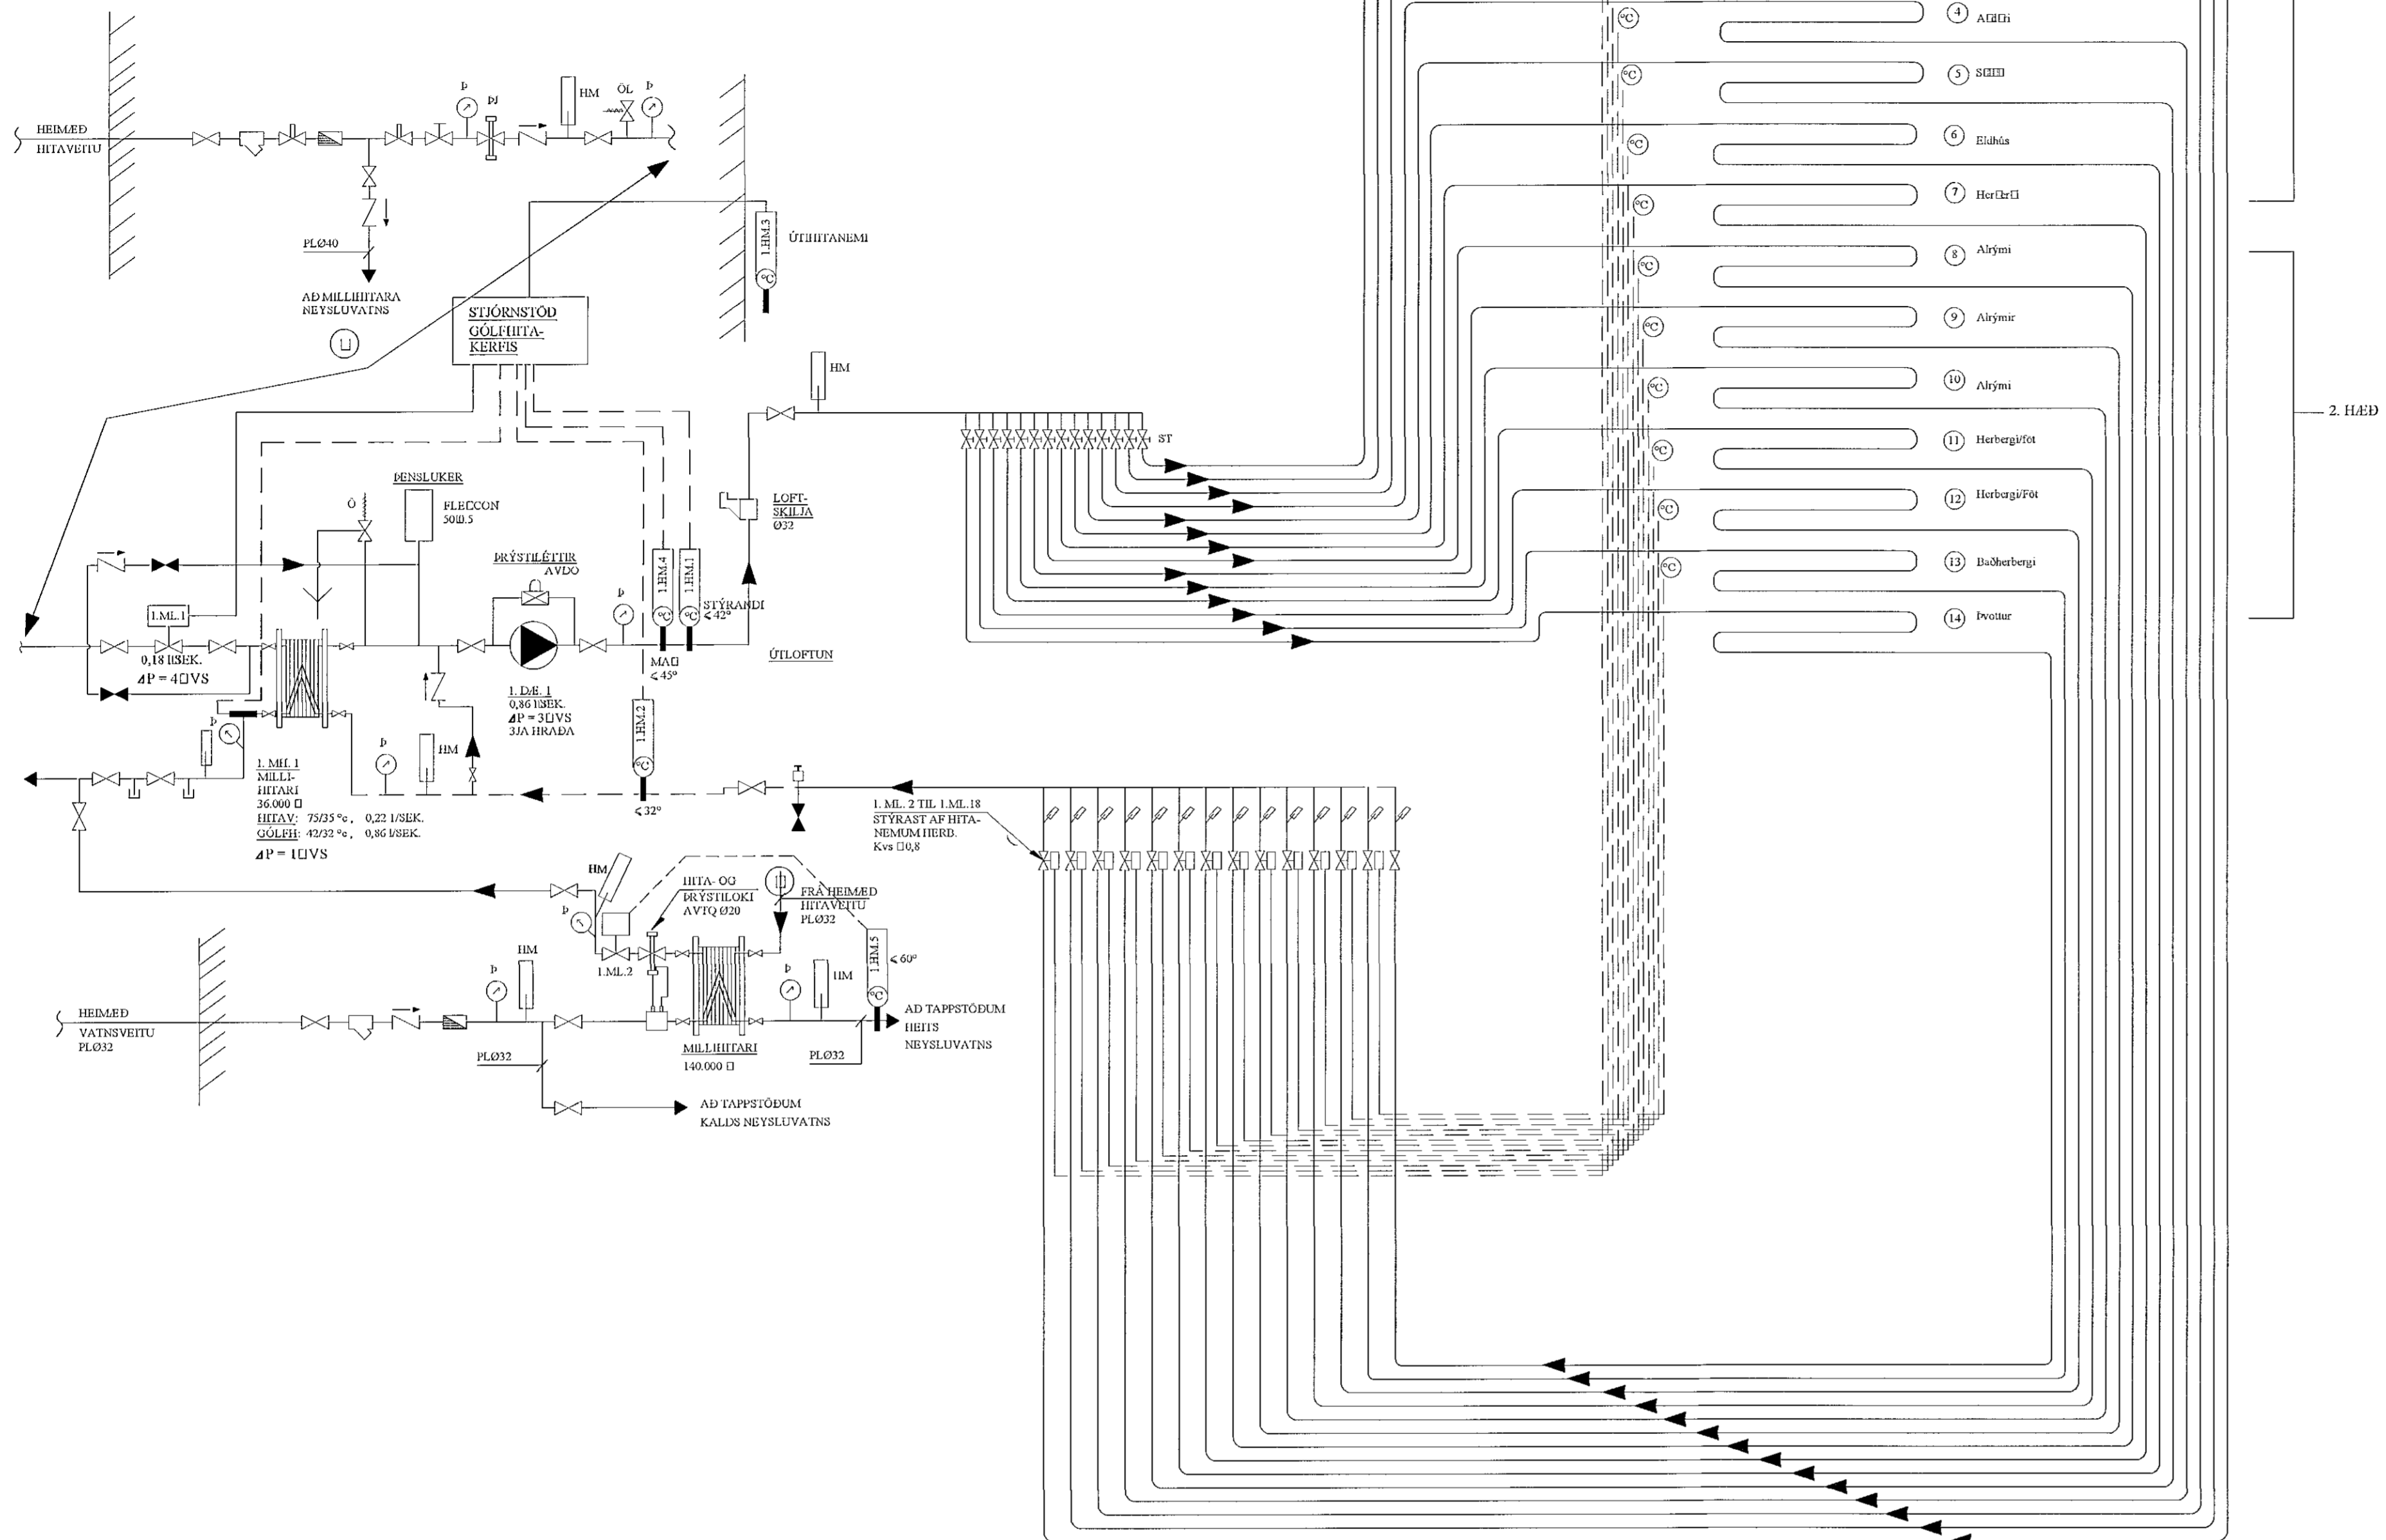 HEIMÆÐ
HITAVEITU
Þ
ÞJ
HM
ÖL
Þ
PLØ40
AÐ MILLIHITARA
NEYSLUVATNS
1.HM.3
°C
ÚTIHITANEMI
STJÓRNSTÖÐ
GÓLFHITA-
KERFIS
HM
ST
ÞENSLUKER
Ö
ÞRÝSTILÉTTIR
AVDO
LOFT-
SKILJA
Ø32
1.ML.1
0,18
1.HM.4
°C
1.HM.1
°C
STÝRANDI
≤42°
Þ
≤45°
ÚTLOFTUN
1. DÆ. 1
3JA HRAÐA
1.HM.2
°C
≤32°
Þ
Þ
HM
1. MH. 1
MILLI-
HITARI
36.000
HITAV: 75/35 °c, 0,22 l/SEK.
GÓLFH: 42/32 °c, 0,86 l/SEK.
1. ML. 2 TIL 1.ML.18
STÝRAST AF HITA-
NEMUM HERB.
Kvs 0,8
HM
Þ
HITA- OG
ÞRÝSTILOKI
AVTQ Ø20
FRÁ HEIMÆÐ
HITAVEITU
PLØ32
1.ML.2
1.HM.5
°C
≤60°
HEIMÆÐ
VATNSVEITU
PLØ32
Þ
HM
Þ
HM
AÐ TAPPSTÖÐUM
HEITS
NEYSLUVATNS
PLØ32
MILLIHITARI
140.000
PLØ32
AÐ TAPPSTÖÐUM
KALDS NEYSLUVATNS
°C
4
°C
5
°C
6 Eldhús
°C
7
°C
8 Alrými
°C
9 Alrýmir
°C
10 Alrými
°C
11 Herbergi/föt
°C
12 Herbergi/Föt
°C
13 Baðherbergi
14 Þvottur
2. HÆÐ